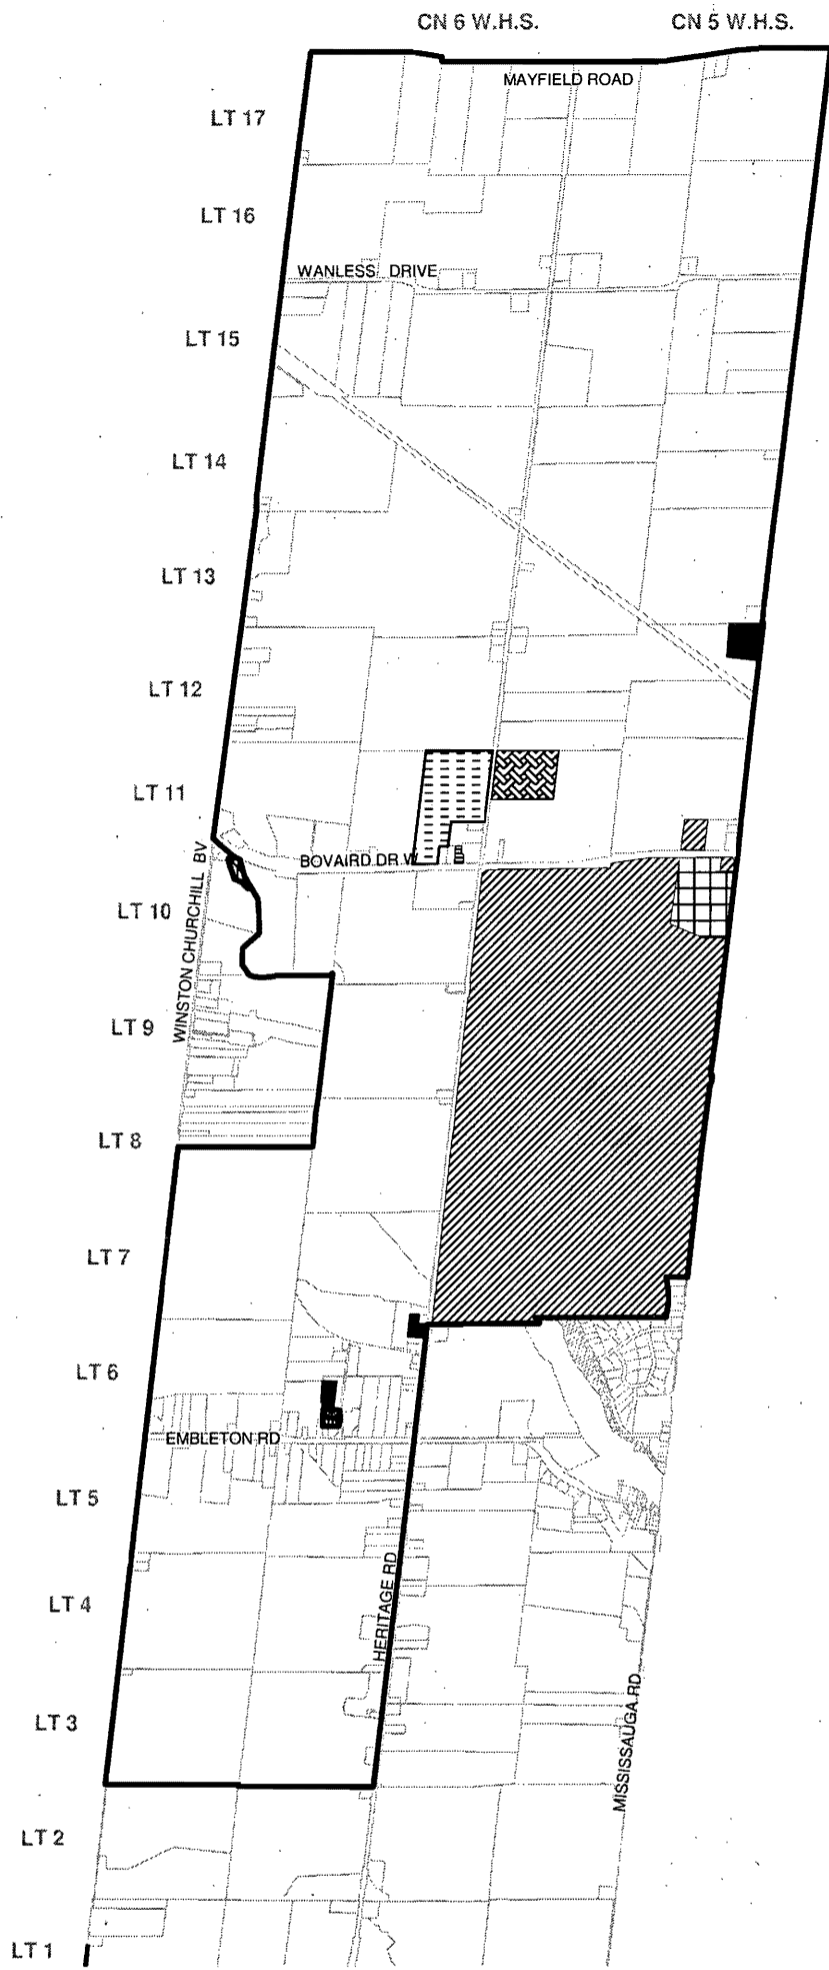 CN 6 W.H.S. CN 5 W.H.S.
MAYFIELD ROAD
LT 17
LT 16
WANLESS DRIVE
LT 15
LT 14
LT 13
LT 12
LT 11
BOVAIRD DR W
WINSTON CHURCHILL BV
LT 10
LT 9
LT 8
LT 7
LT 6
EMBLETON RD
LT 5
HERITAGE RD
LT 4
MISSISSAUGA RD
LT 3
LT 2
LT 1